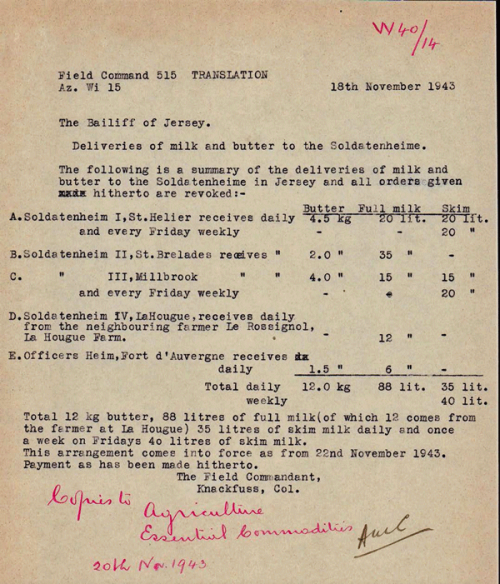 W40/14
Field Command 515 TRANSLATION
Az. Wi 15 18th November 1943
The Bailiff of Jersey.
Deliveries of milk and butter to the Soldatenheime.
The following is a summary of the deliveries of milk and
butter to the Soldatenheime in Jersey and all orders given
hitherto are revoked:-
Butter Full milk Skim
A.Soldatenheim I,St.Helier receives daily 4.5 kg 20 lit. 20 lit.
and every Friday weekly - - 20 "
B.Soldatenheim II,St.Brelades receives " 2.0 " 35 " -
C. " III,Millbrook " " 4.0 " 15 " 15 "
and every Friday weekly - - 20 "
D.Soldatenheim IV,LaHougue,receives daily
from the neighbouring farmer Le Rossignol,
La Hougue Farm. - 12 " -
E.Officers Heim,Fort d'Auvergne receives
daily 1.5 " 6 " -
Total daily 12.0 kg 88 lit. 35 lit.
weekly 40 lit.
Total 12 kg butter, 88 litres of full milk(of which 12 comes from
the farmer at La Hougue) 35 litres of skim milk daily and once
a week on Fridays 4o litres of skim milk.
This arrangement comes into force as from 22nd November 1943.
Payment as has been made hitherto.
The Field Commandant,
Knackfuss, Col.
Copies to Agriculture
Essential Commodities
20th Nov. 1943